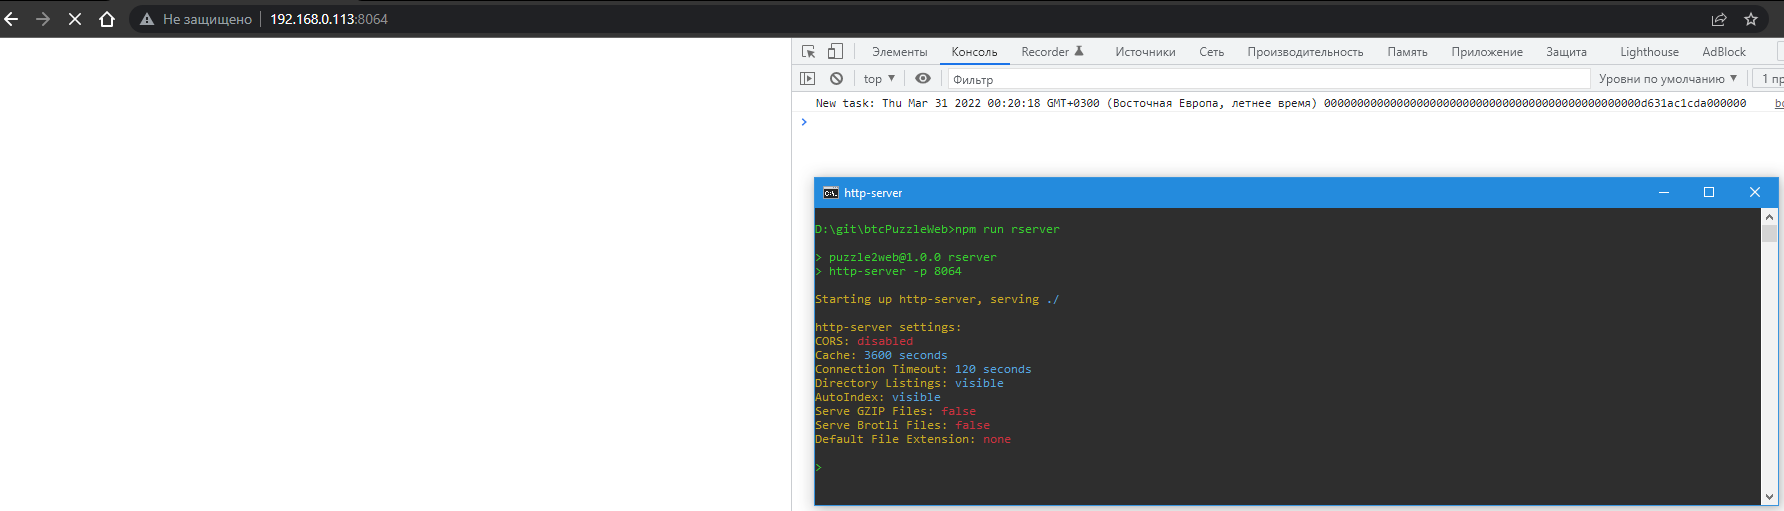 Не защищено 192.168.0.113:8064
Элементы Консоль Recorder Источники Сеть Производительность Память Приложение Защита Lighthouse AdBlock
top Фильтр Уровни по умолчанию 1 пр
New task: Thu Mar 31 2022 00:20:18 GMT+0300 (Восточная Европа, летнее время) 000000000000000000000000000000000000000000000000d631ac1cda000000 bo
>
http-server
D:\git\btcPuzzleWeb>npm run rserver
> puzzle2web@1.0.0 rserver
> http-server -p 8064
Starting up http-server, serving ./
http-server settings:
CORS: disabled
Cache: 3600 seconds
Connection Timeout: 120 seconds
Directory Listings: visible
AutoIndex: visible
Serve GZIP Files: false
Serve Brotli Files: false
Default File Extension: none
>